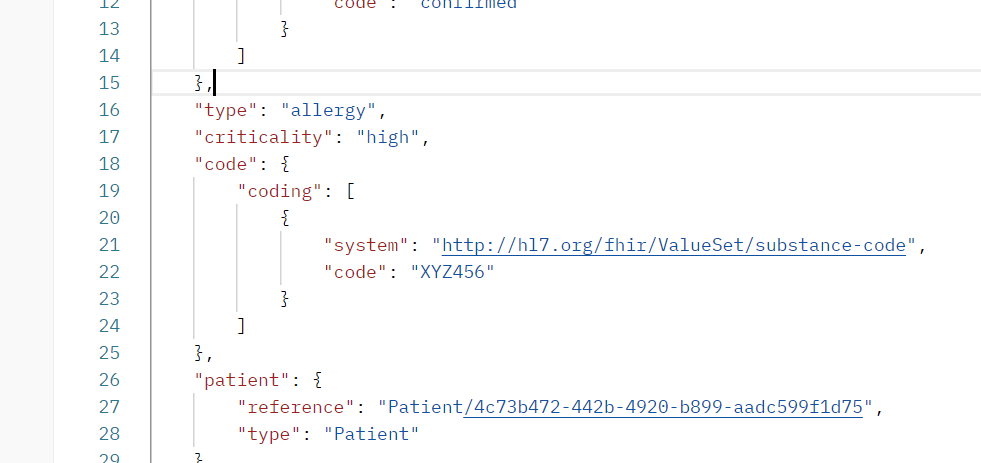 12 "code": "confirmed"
13 }
14 ]
15 },
16 "type": "allergy",
17 "criticality": "high",
18 "code": {
19 "coding": [
20 {
21 "system": "http://hl7.org/fhir/ValueSet/substance-code",
22 "code": "XYZ456"
23 }
24 ]
25 },
26 "patient": {
27 "reference": "Patient/4c73b472-442b-4920-b899-aadc599f1d75",
28 "type": "Patient"
29 }